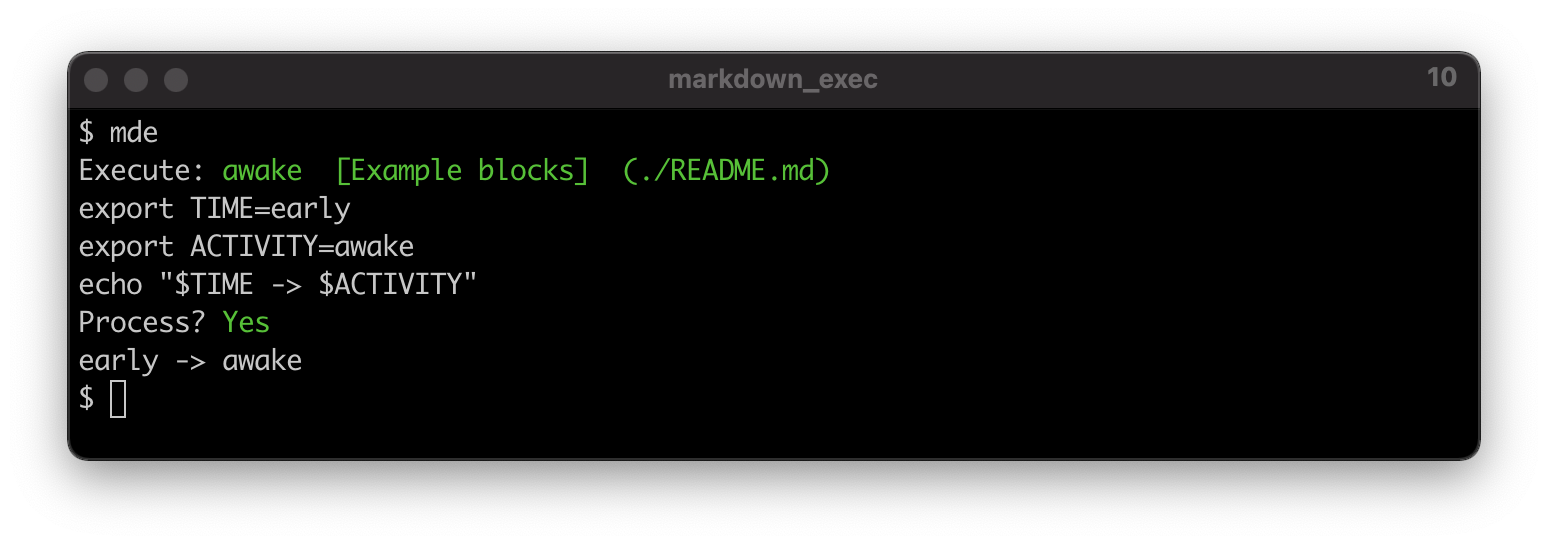 markdown_exec 10
$ mde
Execute: awake  [Example blocks]  (./README.md)
export TIME=early
export ACTIVITY=awake
echo "$TIME -> $ACTIVITY"
Process? Yes
early -> awake
$